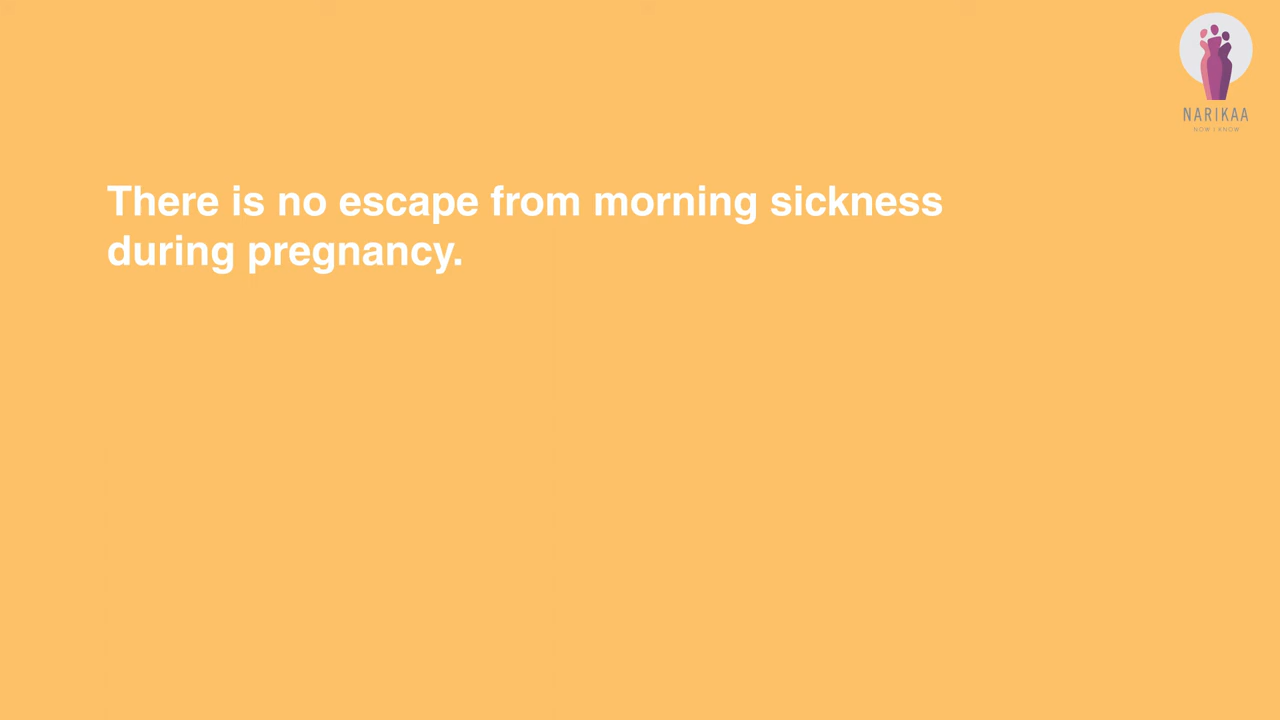 NARIKAA
NOW I KNOW
There is no escape from morning sickness
during pregnancy.